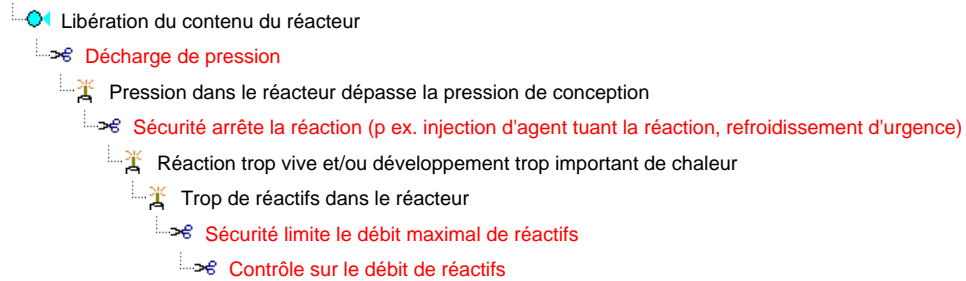 Libération du contenu du réacteur
Décharge de pression
Pression dans le réacteur dépasse la pression de conception
Sécurité arrête la réaction (p ex. injection d'agent tuant la réaction, refroidissement d'urgence)
Réaction trop vive et/ou développement trop important de chaleur
Trop de réactifs dans le réacteur
Sécurité limite le débit maximal de réactifs
Contrôle sur le débit de réactifs